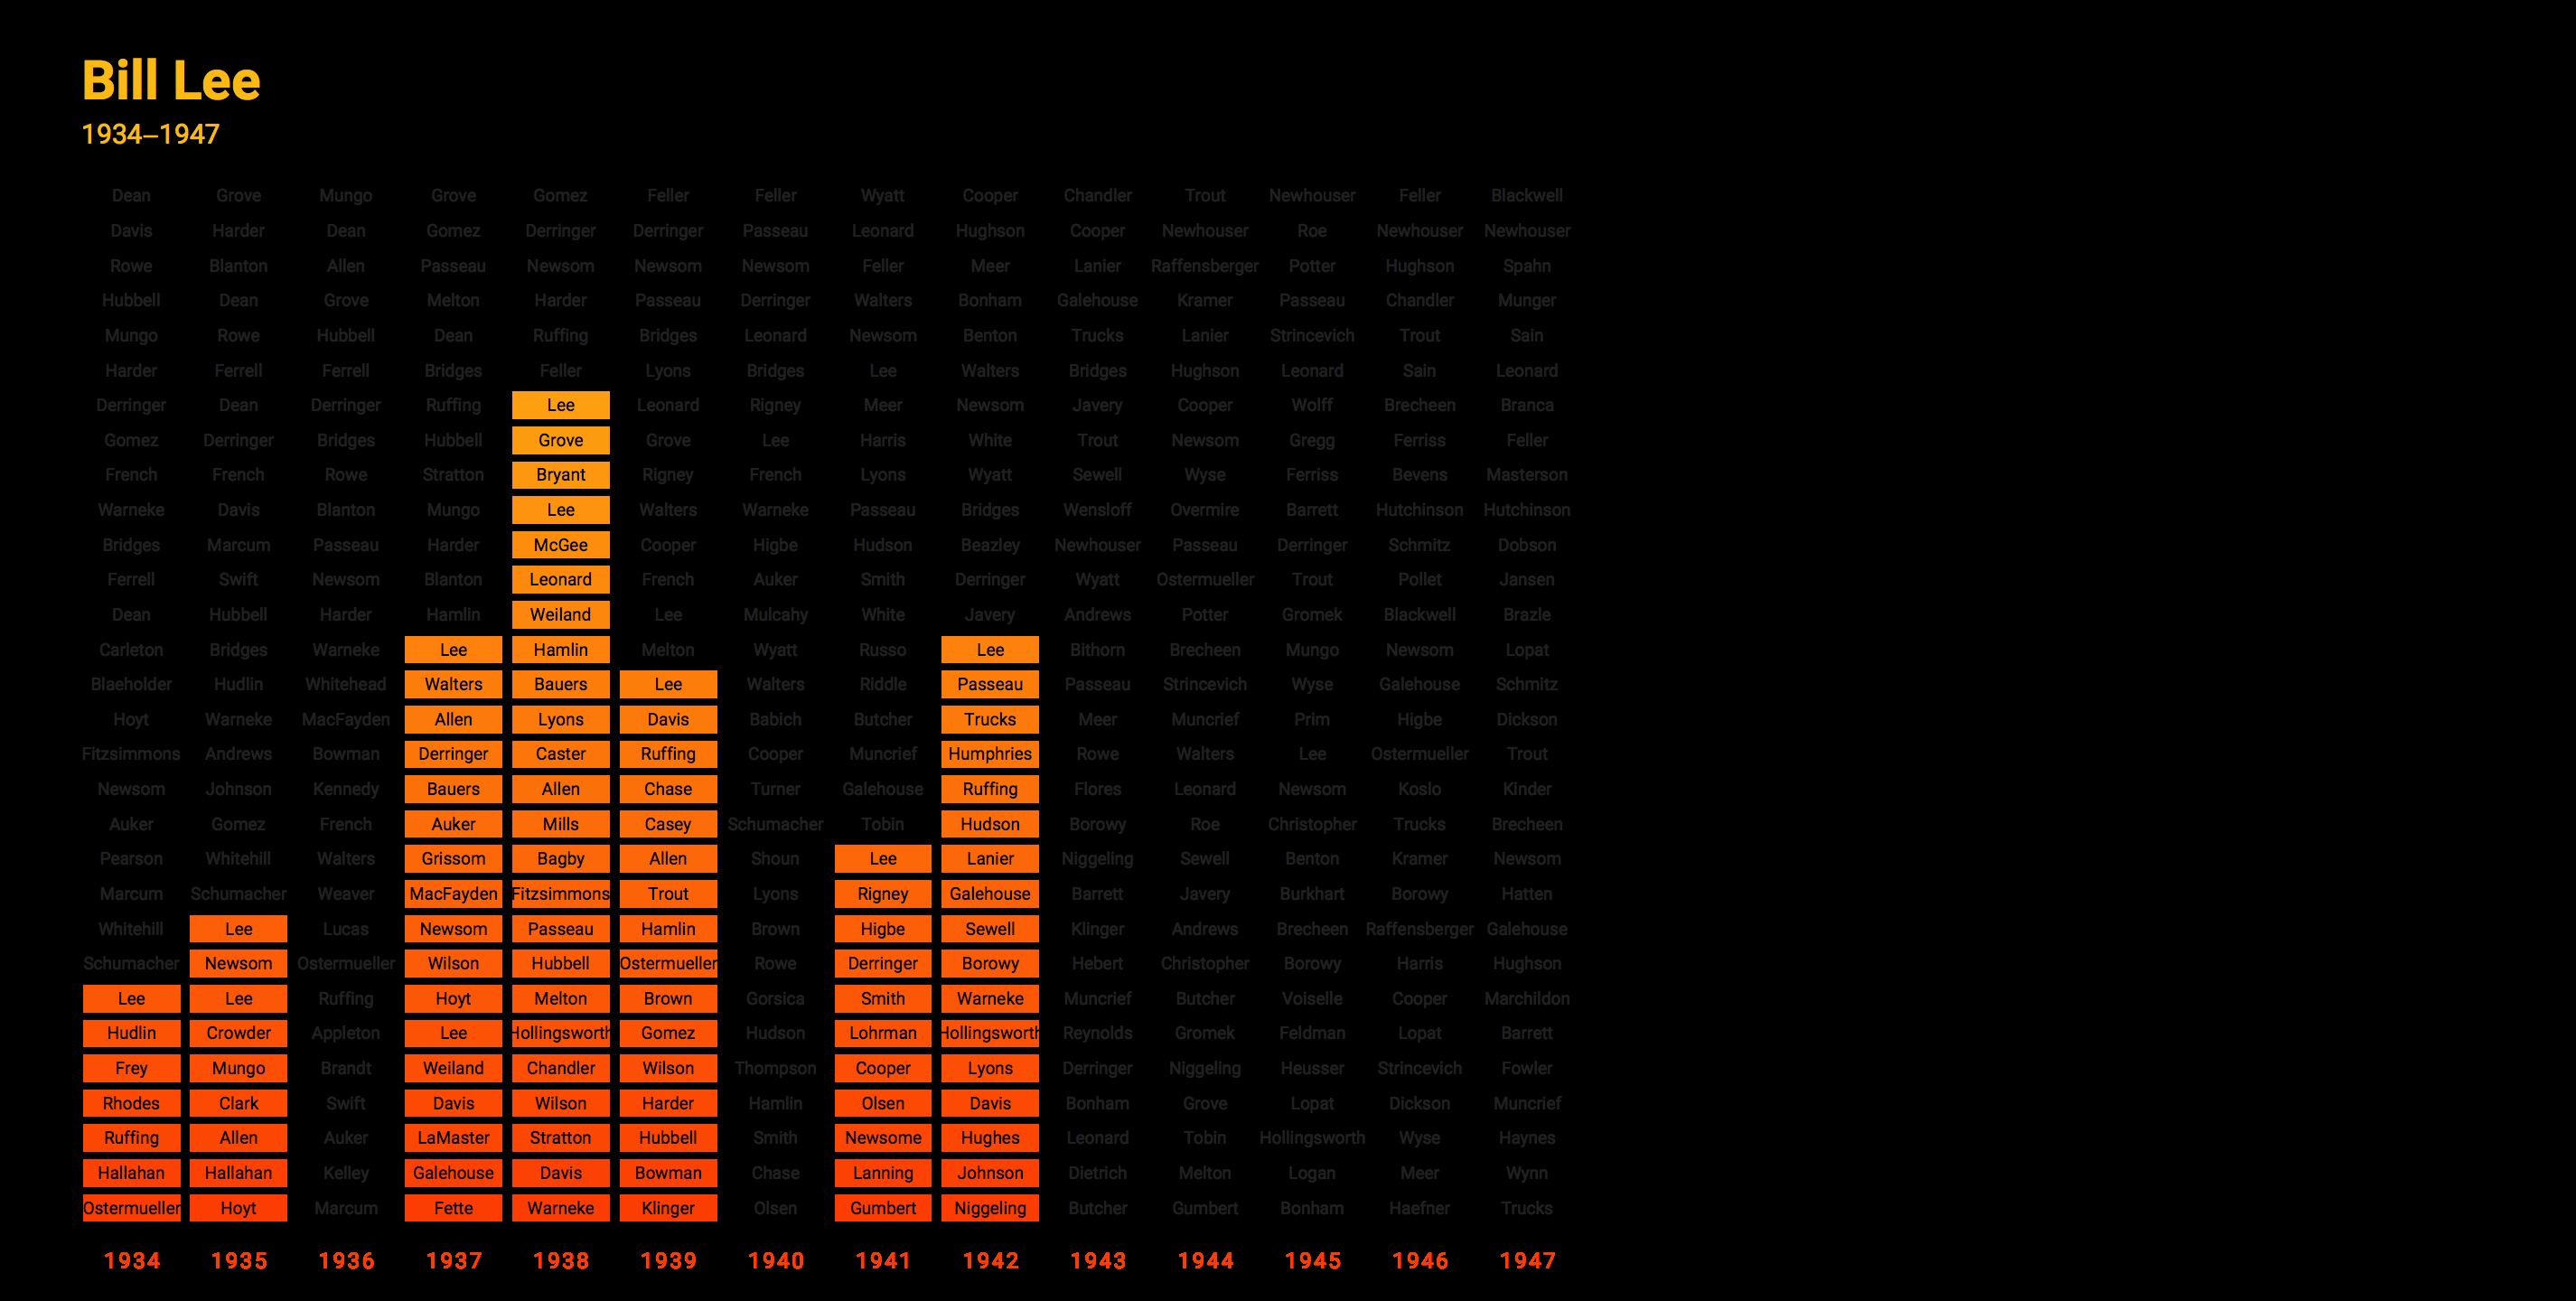 Bill Lee
1934–1947
Dean Grove Mungo Grove Gomez Feller Feller Wyatt Cooper Chandler Trout Newhouser Feller Blackwell
Davis Harder Dean Gomez Derringer Derringer Passeau Leonard Hughson Cooper Newhouser Roe Newhouser Newhouser
Rowe Blanton Allen Passeau Newsom Newsom Newsom Feller Meer Lanier Raffensberger Potter Hughson Spahn
Hubbell Dean Grove Melton Harder Passeau Derringer Walters Bonham Galehouse Kramer Passeau Chandler Munger
Mungo Rowe Hubbell Dean Ruffing Bridges Leonard Newsom Benton Trucks Lanier Strincevich Trout Sain
Harder Ferrell Ferrell Bridges Feller Lyons Bridges Lee Walters Bridges Hughson Leonard Sain Leonard
Derringer Dean Derringer Ruffing Lee Leonard Rigney Meer Newsom Javery Cooper Wolff Brecheen Branca
Gomez Derringer Bridges Hubbell Grove Grove Lee Harris White Trout Newsom Gregg Ferriss Feller
French French Rowe Stratton Bryant Rigney French Lyons Wyatt Sewell Wyse Ferriss Bevens Masterson
Warneke Davis Blanton Mungo Lee Walters Warneke Passeau Bridges Wensloff Overmire Barrett Hutchinson Hutchinson
Bridges Marcum Passeau Harder McGee Cooper Higbe Hudson Beazley Newhouser Passeau Derringer Schmitz Dobson
Ferrell Swift Newsom Blanton Leonard French Auker Smith Derringer Wyatt Ostermueller Trout Pollet Jansen
Dean Hubbell Harder Hamlin Weiland Lee Mulcahy White Javery Andrews Potter Gromek Blackwell Brazle
Carleton Bridges Warneke Lee Hamlin Melton Wyatt Russo Lee Bithorn Brecheen Mungo Newsom Lopat
Blaeholder Hudlin Whitehead Walters Bauers Lee Walters Riddle Passeau Passeau Strincevich Wyse Galehouse Schmitz
Hoyt Warneke MacFayden Allen Lyons Davis Babich Butcher Trucks Meer Muncrief Prim Higbe Dickson
Fitzsimmons Andrews Bowman Derringer Caster Ruffing Cooper Muncrief Humphries Rowe Walters Lee Ostermueller Trout
Newsom Johnson Kennedy Bauers Allen Chase Turner Galehouse Ruffing Flores Leonard Newsom Koslo Kinder
Auker Gomez French Auker Mills Casey Schumacher Tobin Hudson Borowy Roe Christopher Trucks Brecheen
Pearson Whitehill Walters Grissom Bagby Allen Shoun Lee Lanier Niggeling Sewell Benton Kramer Newsom
Marcum Schumacher Weaver MacFayden Fitzsimmons Trout Lyons Rigney Galehouse Barrett Javery Burkhart Borowy Hatten
Whitehill Lee Lucas Newsom Passeau Hamlin Brown Higbe Sewell Klinger Andrews Brecheen Raffensberger Galehouse
Schumacher Newsom Ostermueller Wilson Hubbell Ostermueller Rowe Derringer Borowy Hebert Christopher Borowy Harris Hughson
Lee Lee Ruffing Hoyt Melton Brown Gorsica Smith Warneke Muncrief Butcher Voiselle Cooper Marchildon
Hudlin Crowder Appleton Lee Hollingsworth Gomez Hudson Lohrman Hollingsworth Reynolds Gromek Feldman Lopat Barrett
Frey Mungo Brandt Weiland Chandler Wilson Thompson Cooper Lyons Derringer Niggeling Heusser Strincevich Fowler
Rhodes Clark Swift Davis Wilson Harder Hamlin Olsen Davis Bonham Grove Lopat Dickson Muncrief
Ruffing Allen Auker LaMaster Stratton Hubbell Smith Newsome Hughes Leonard Tobin Hollingsworth Wyse Haynes
Hallahan Hallahan Kelley Galehouse Davis Bowman Chase Lanning Johnson Dietrich Melton Logan Meer Wynn
Ostermueller Hoyt Marcum Fette Warneke Klinger Olsen Gumbert Niggeling Butcher Gumbert Bonham Haefner Trucks
1934 1935 1936 1937 1938 1939 1940 1941 1942 1943 1944 1945 1946 1947